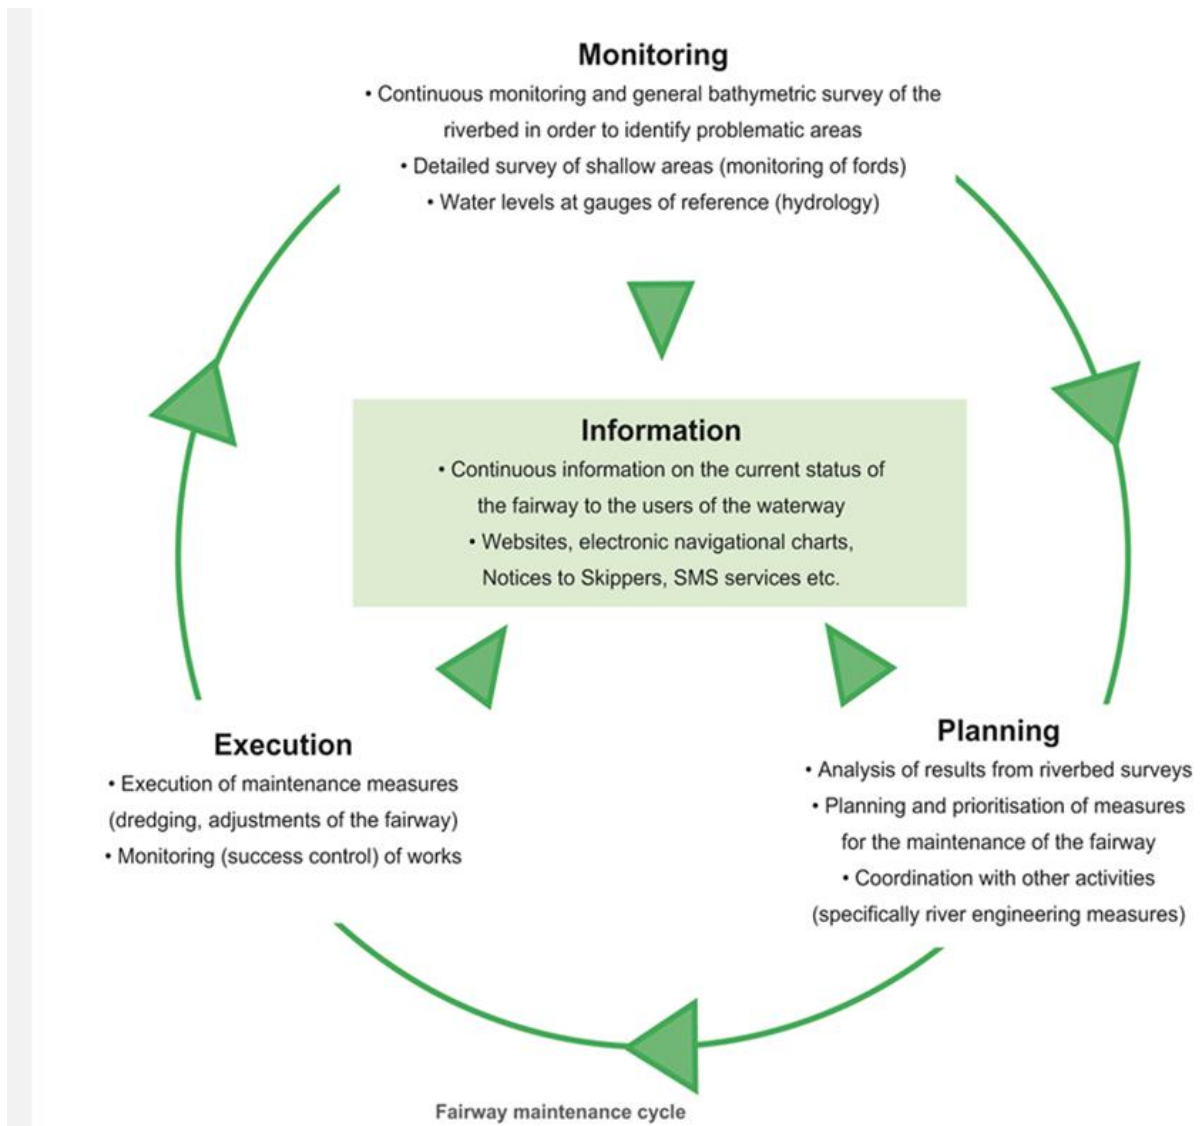 Monitoring
• Continuous monitoring and general bathymetric survey of the
riverbed in order to identify problematic areas
• Detailed survey of shallow areas (monitoring of fords)
• Water levels at gauges of reference (hydrology)
Information
• Continuous information on the current status of
the fairway to the users of the waterway
• Websites, electronic navigational charts,
Notices to Skippers, SMS services etc.
Execution
• Execution of maintenance measures
(dredging, adjustments of the fairway)
• Monitoring (success control) of works
Planning
• Analysis of results from riverbed surveys
• Planning and prioritisation of measures
for the maintenance of the fairway
• Coordination with other activities
(specifically river engineering measures)
Fairway maintenance cycle